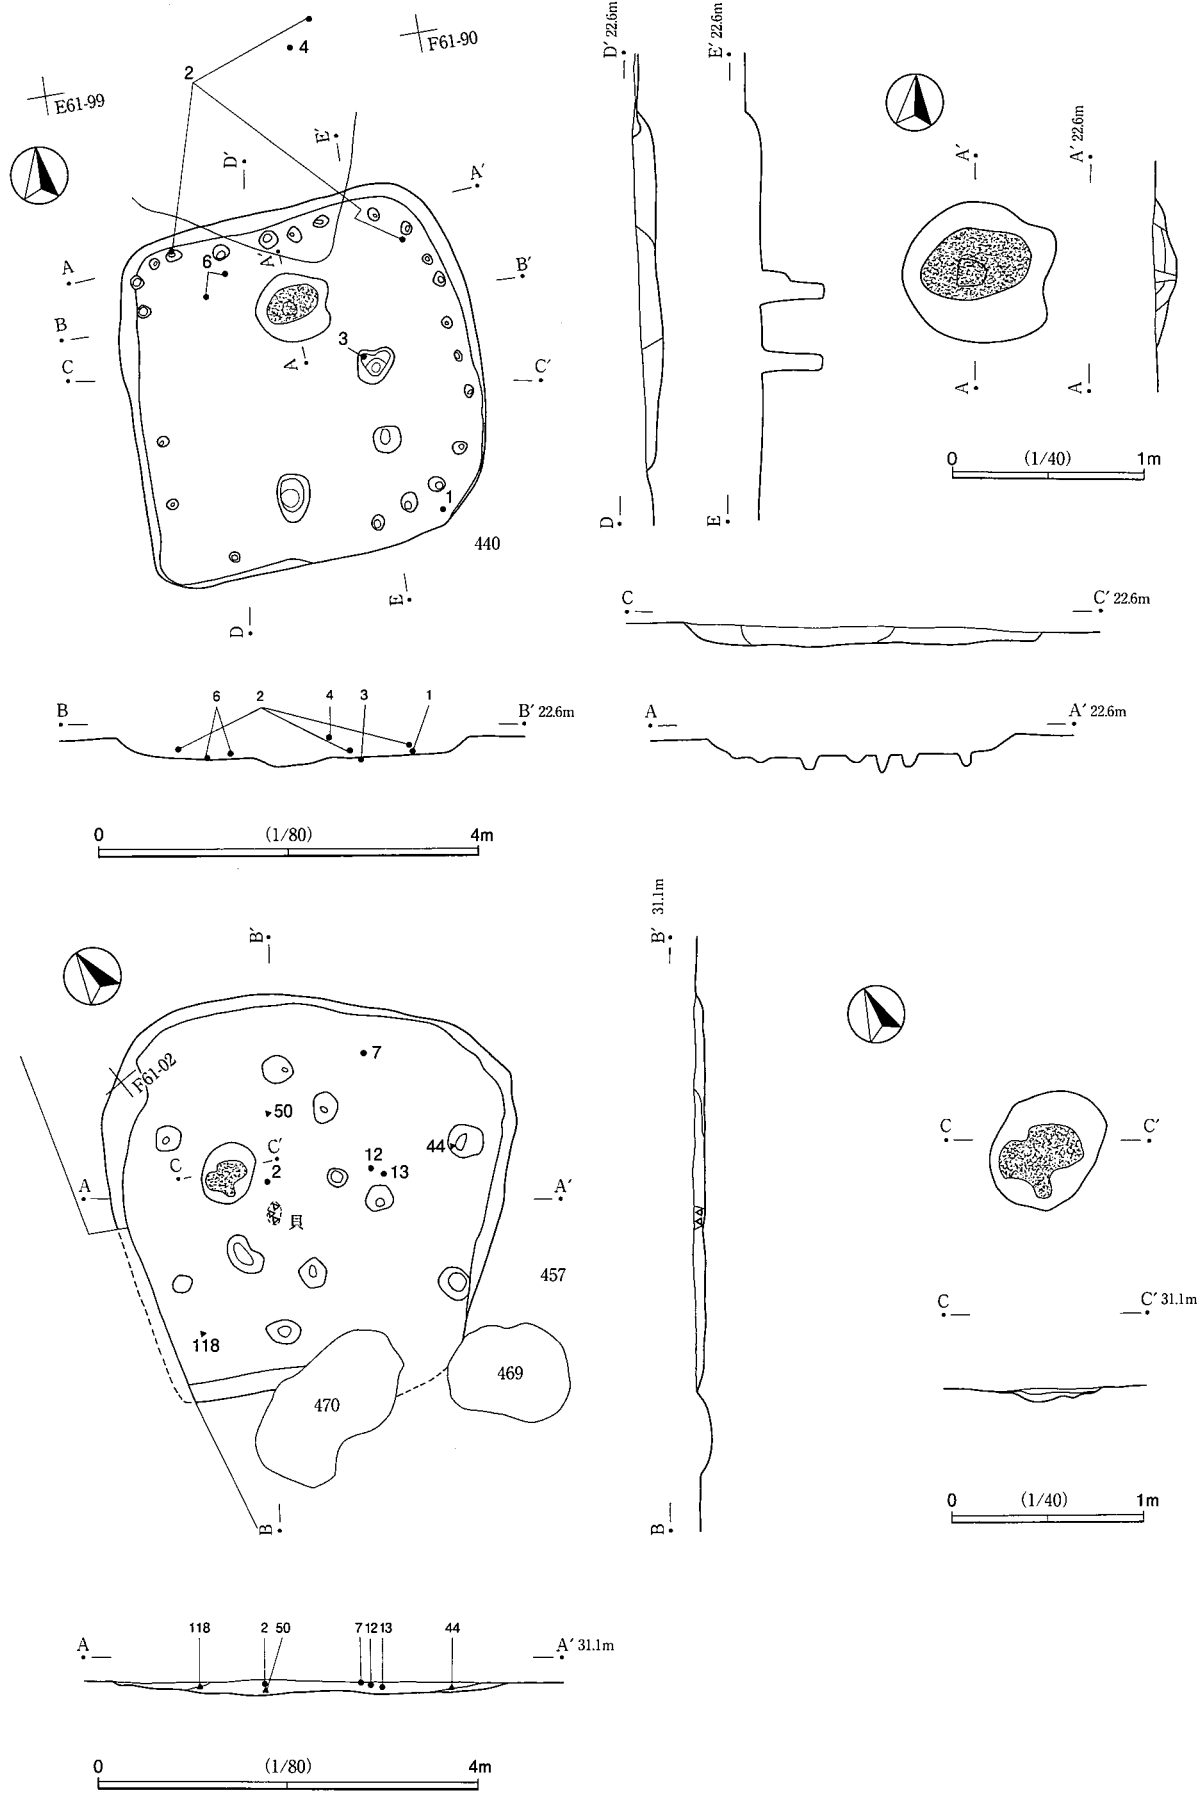 E61-99
F61-90
2
4
D′
E′
A′
A
B′
B
C
C′
6
A′
A
3
1
440
E
D
D′ 22.6m
E′ 22.6m
D
E
A′
A′ 22.6m
A
A
0 (1/40) 1m
C
C′ 22.6m
6 2 4 3 1
B
B′ 22.6m
A
A′ 22.6m
0 (1/80) 4m
B′
F61-02
7
50
44
C
C′
2
12
13
A
A′
貝
457
118
470
469
B
B′ 31.1m
B
C
C′
C
C′ 31.1m
0 (1/40) 1m
118 2 50 7 12 13 44
A
A′ 31.1m
0 (1/80) 4m